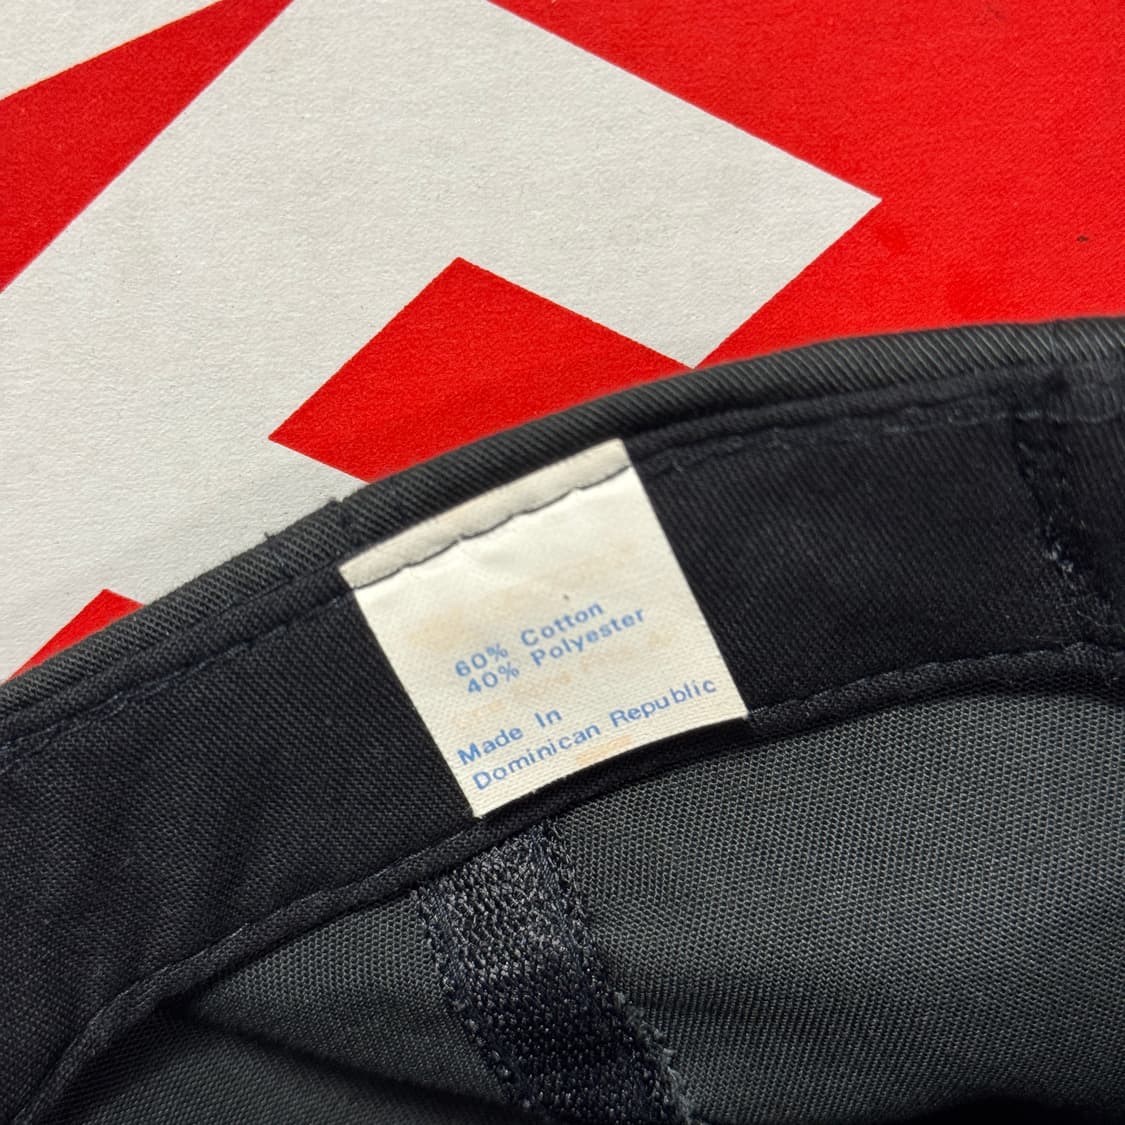 60% Cotton
40% Polyester
Made In
Dominican Republic